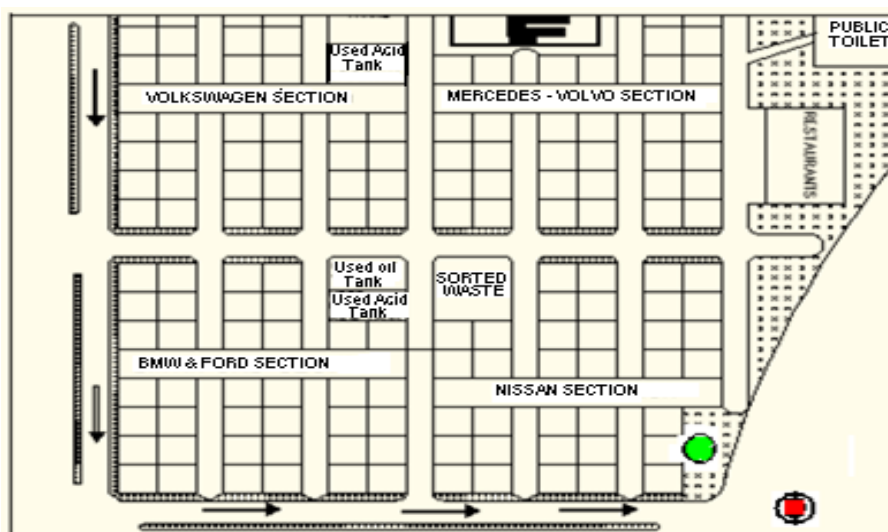 PUBLIC
TOILET
Used Acid
Tank
VOLKSWAGEN SECTION
MERCEDES - VOLVO SECTION
RESTAURANTS
Used oil
Tank
Used Acid
Tank
SORTED
WASTE
BMW & FORD SECTION
NISSAN SECTION